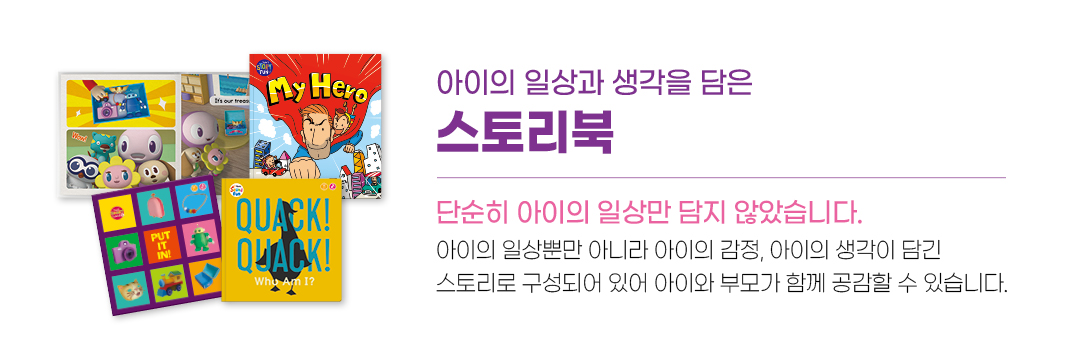 Wow!
It's our treasu
STORY FUN
My Hero
PUT
IT
IN!
QUACK!
QUACK!
Who Am I?
아이의 일상과 생각을 담은
스토리북
단순히 아이의 일상만 담지 않았습니다.
아이의 일상뿐만 아니라 아이의 감정, 아이의 생각이 담긴
스토리로 구성되어 있어 아이와 부모가 함께 공감할 수 있습니다.